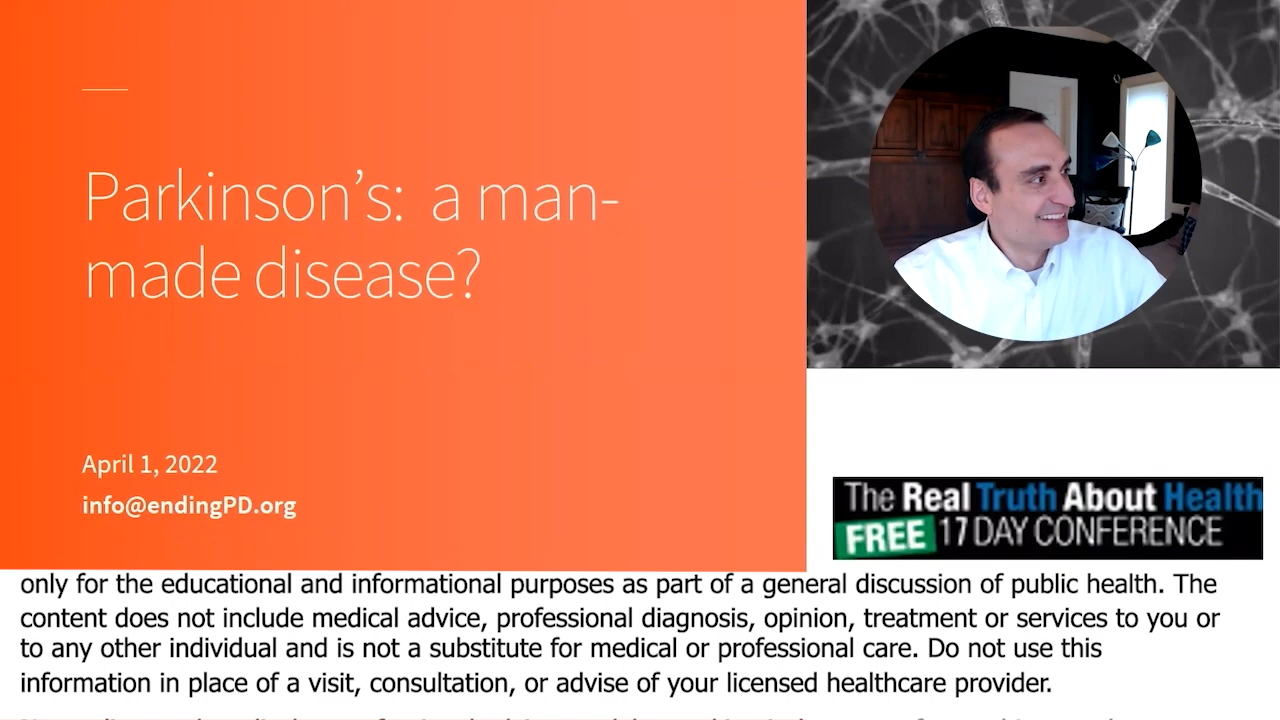 Parkinson’s: a man-
made disease?
April 1, 2022
info@endingPD.org
The Real Truth About Health
FREE 17 DAY CONFERENCE
only for the educational and informational purposes as part of a general discussion of public health. The
content does not include medical advice, professional diagnosis, opinion, treatment or services to you or
to any other individual and is not a substitute for medical or professional care. Do not use this
information in place of a visit, consultation, or advise of your licensed healthcare provider.